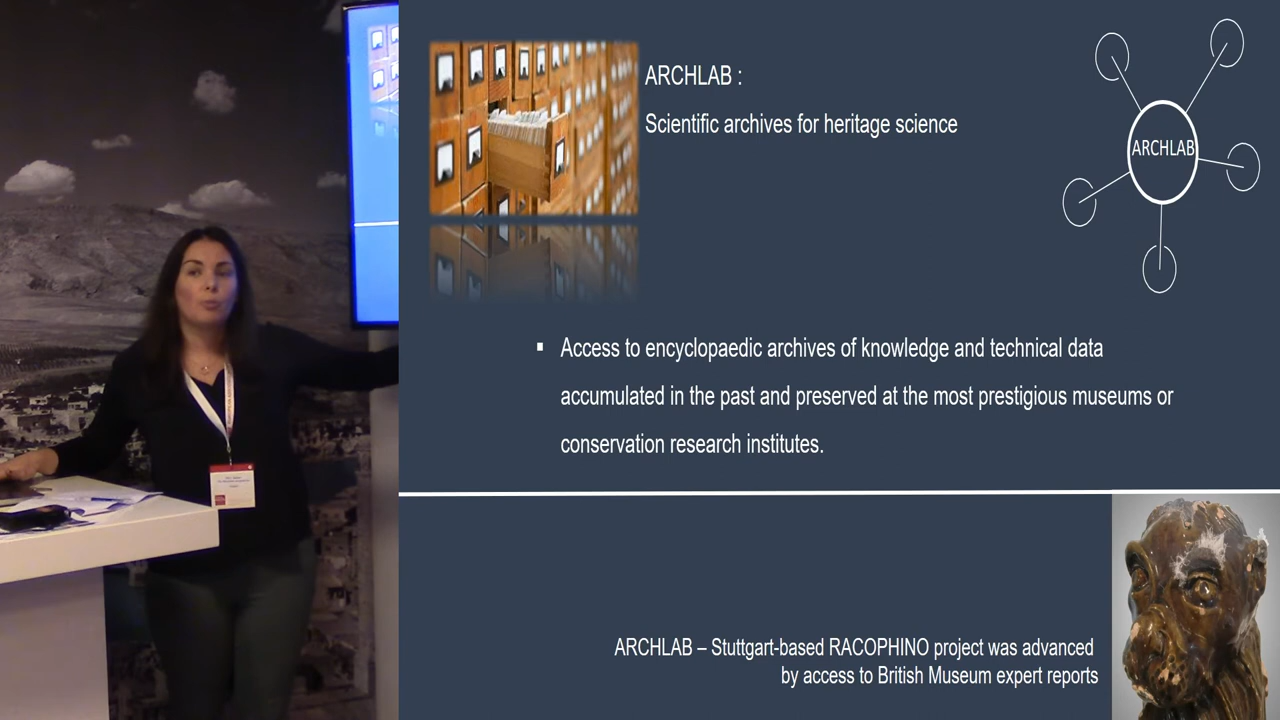 ARCHLAB :
Scientific archives for heritage science
ARCHLAB
▪ Access to encyclopaedic archives of knowledge and technical data
accumulated in the past and preserved at the most prestigious museums or
conservation research institutes.
ARCHLAB – Stuttgart-based RACOPHINO project was advanced
by access to British Museum expert reports